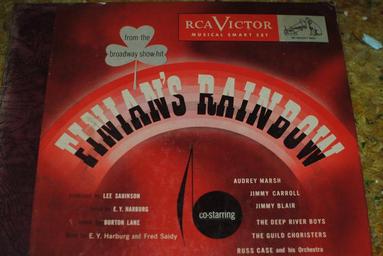 RCA VICTOR
MUSICAL SMART SET
from the
broadway show-hit
FINIAN'S RAINBOW
LEE SABINSON
E. Y. HARBURG
BURTON LANE
E. Y. Harburg and Fred Saidy
co-starring
AUDREY MARSH
JIMMY CARROLL
JIMMY BLAIR
THE DEEP RIVER BOYS
THE GUILD CHORISTERS
RUSS CASE and his Orchestra